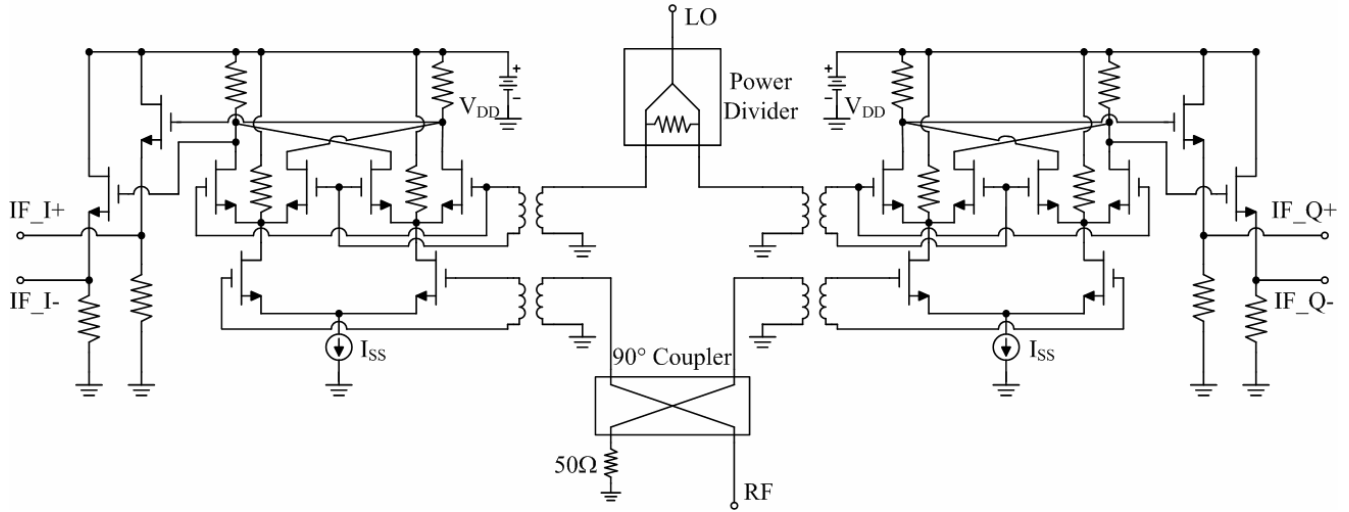 LO
Power
Divider
+
-
V_DD
+
-
V_DD
IF_I+
IF_I-
IF_Q+
IF_Q-
I_SS
I_SS
90° Coupler
50Ω
RF